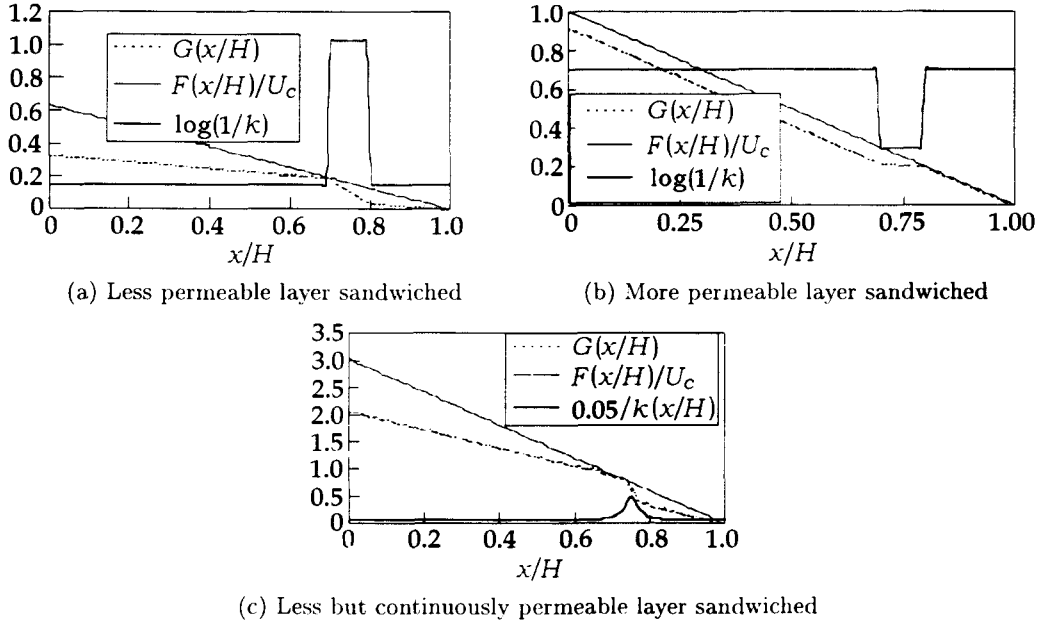 1.2
1.0
0.8
0.6
0.4
0.2
0
G(x/H)
F(x/H)/U_c
log(1/k)
0 0.2 0.4 0.6 0.8 1.0
x/H
(a) Less permeable layer sandwiched
1.0
0.8
0.6
0.4
0.2
0
G(x/H)
F(x/H)/U_c
log(1/k)
0 0.25 0.50 0.75 1.00
x/H
(b) More permeable layer sandwiched
3.5
3.0
2.5
2.0
1.5
1.0
0.5
0
G(x/H)
F(x/H)/U_c
0.05/k(x/H)
0 0.2 0.4 0.6 0.8 1.0
x/H
(c) Less but continuously permeable layer sandwiched